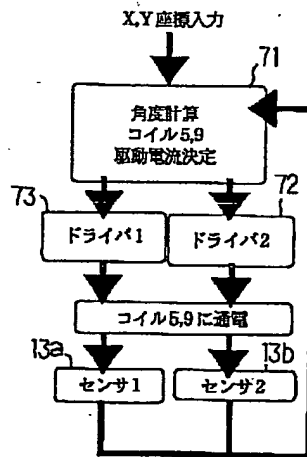 X,Y座標入力
71
角度計算
コイル5,9
駆動電流決定
73
ドライバ1
72
ドライバ2
コイル5,9に通電
13a
センサ1
13b
センサ2